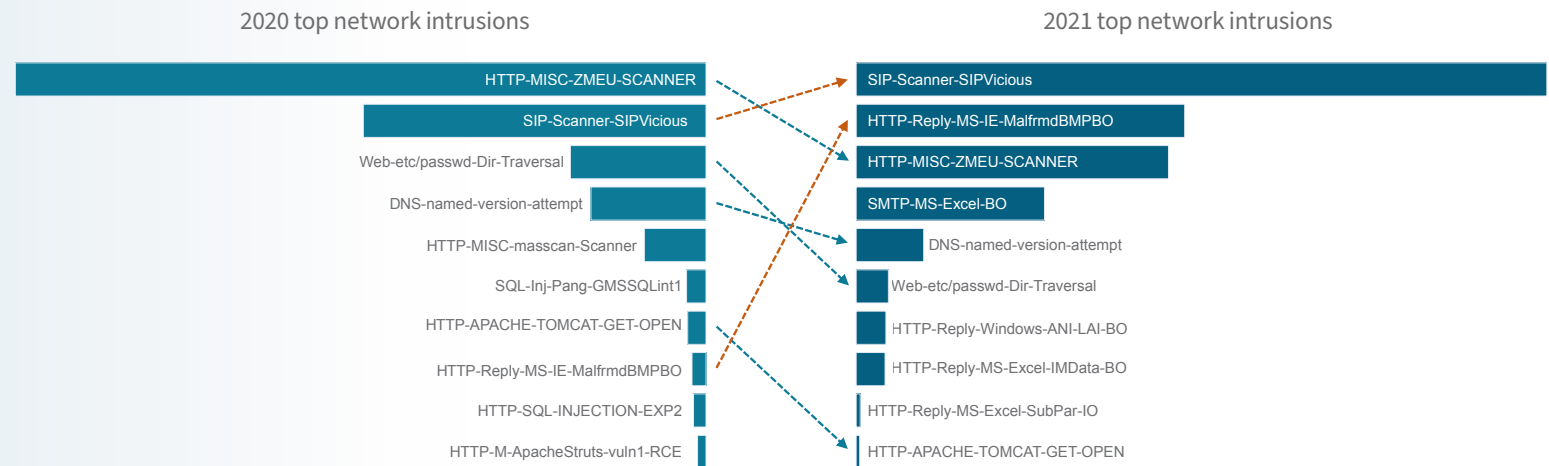 2020 top network intrusions
HTTP-MISC-ZMEU-SCANNER
SIP-Scanner-SIPVicious
Web-etc/passwd-Dir-Traversal
DNS-named-version-attempt
HTTP-MISC-masscan-Scanner
SQL-Inj-Pang-GMSSQLint1
HTTP-APACHE-TOMCAT-GET-OPEN
HTTP-Reply-MS-IE-MalfrmdBMPBO
HTTP-SQL-INJECTION-EXP2
HTTP-M-ApacheStruts-vuln1-RCE
2021 top network intrusions
SIP-Scanner-SIPVicious
HTTP-Reply-MS-IE-MalfrmdBMPBO
HTTP-MISC-ZMEU-SCANNER
SMTP-MS-Excel-BO
DNS-named-version-attempt
Web-etc/passwd-Dir-Traversal
HTTP-Reply-Windows-ANI-LAI-BO
HTTP-Reply-MS-Excel-IMData-BO
HTTP-Reply-MS-Excel-SubPar-IO
HTTP-APACHE-TOMCAT-GET-OPEN